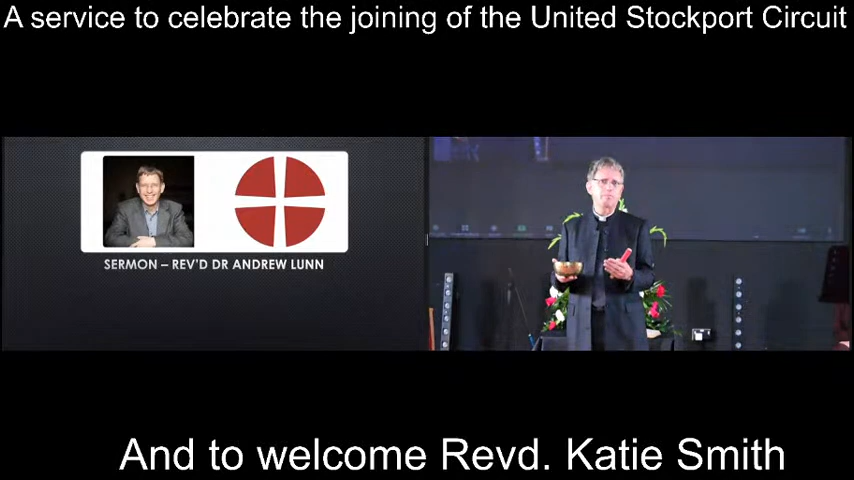 A service to celebrate the joining of the United Stockport Circuit
SERMON – REV'D DR ANDREW LUNN
And to welcome Revd. Katie Smith